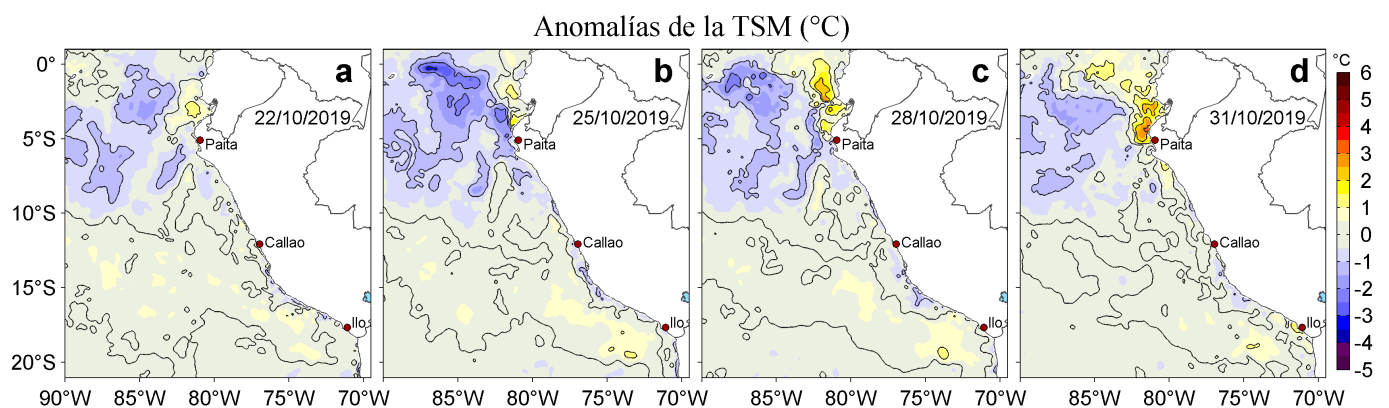 Anomalías de la TSM (°C)
a b c d
22/10/2019 25/10/2019 28/10/2019 31/10/2019
Paita Paita Paita Paita
Callao Callao Callao Callao
Ilo Ilo Ilo Ilo
0°
5°S
10°S
15°S
20°S
90°W 85°W 80°W 75°W 70°W 85°W 80°W 75°W 70°W 85°W 80°W 75°W 70°W 85°W 80°W 75°W 70°W
°C
6
5
4
3
2
1
0
-1
-2
-3
-4
-5